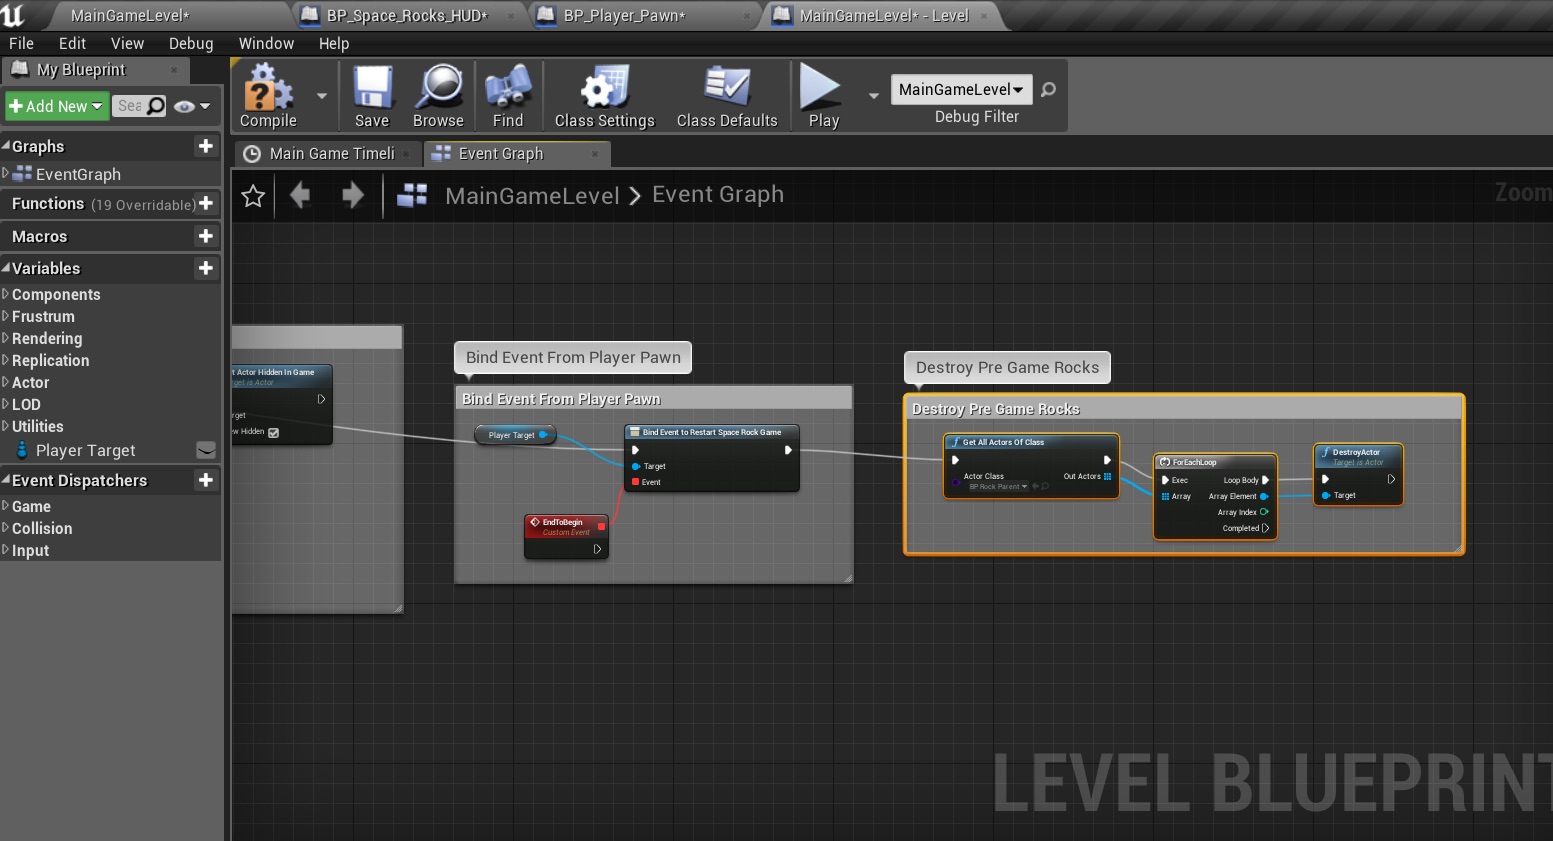 MainGameLevel*
BP_Space_Rocks_HUD*
BP_Player_Pawn*
MainGameLevel* - Level
File Edit View Debug Window Help
My Blueprint
Add New
Sea
Compile
Save
Browse
Find
Class Settings
Class Defaults
Play
MainGameLevel
Debug Filter
Graphs
EventGraph
Functions (19 Overridable)
Macros
Variables
Components
Frustrum
Rendering
Replication
Actor
LOD
Utilities
Player Target
Event Dispatchers
Game
Collision
Input
Main Game Timeli
Event Graph
MainGameLevel > Event Graph
Zoom
t Actor Hidden In Game
rget is Actor
rget
ew Hidden
Bind Event From Player Pawn
Bind Event From Player Pawn
Player Target
Bind Event to Restart Space Rock Game
Target
Event
EndToBegin
Custom Event
Destroy Pre Game Rocks
Destroy Pre Game Rocks
Get All Actors Of Class
Actor Class
BP Rock Parent
Out Actors
ForEachLoop
Exec Loop Body
Array Array Element
Array Index
Completed
DestroyActor
Target is Actor
Target
LEVEL BLUEPRINT